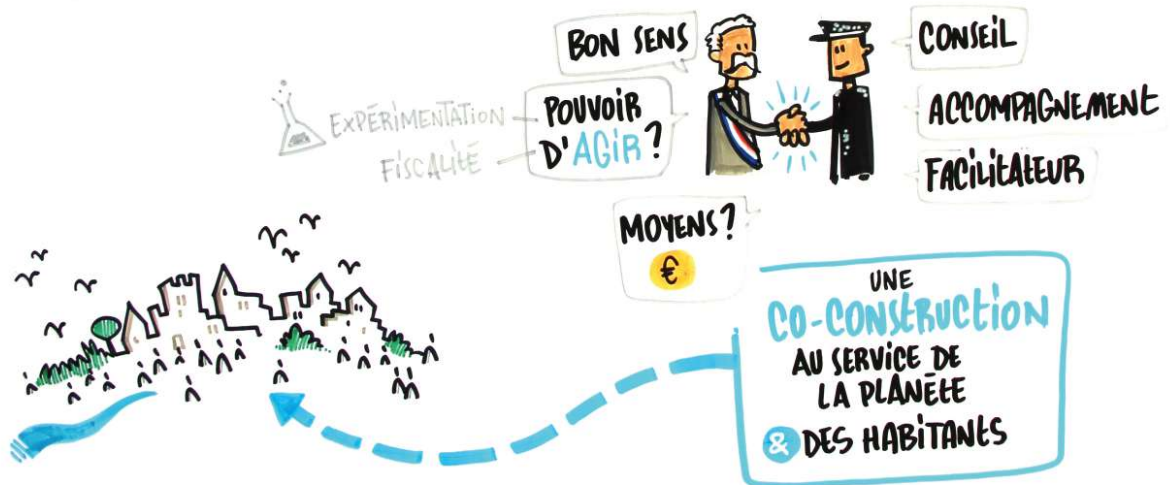 BON SENS
EXPÉRIMENTATION
FISCALITÉ
POUVOIR
D'AGIR ?
MOYENS ?
€
CONSEIL
ACCOMPAGNEMENT
FACILITATEUR
UNE
CO-CONSTRUCTION
AU SERVICE DE
LA PLANÈTE
& DES HABITANTS